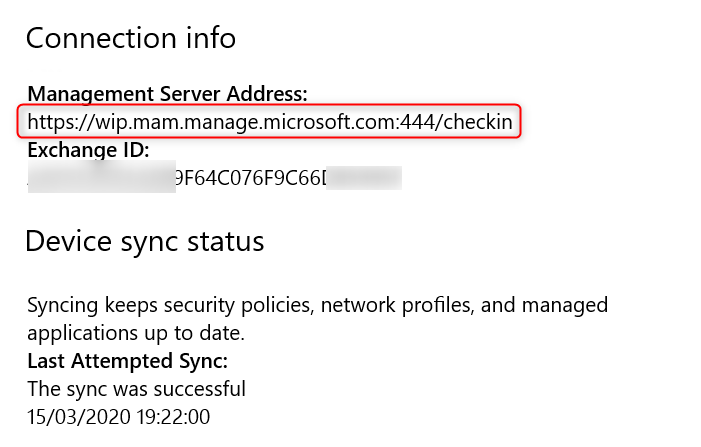 Connection info
Management Server Address:
https://wip.mam.manage.microsoft.com:444/checkin
Exchange ID:
9F64C076F9C66
Device sync status
Syncing keeps security policies, network profiles, and managed
applications up to date.
Last Attempted Sync:
The sync was successful
15/03/2020 19:22:00